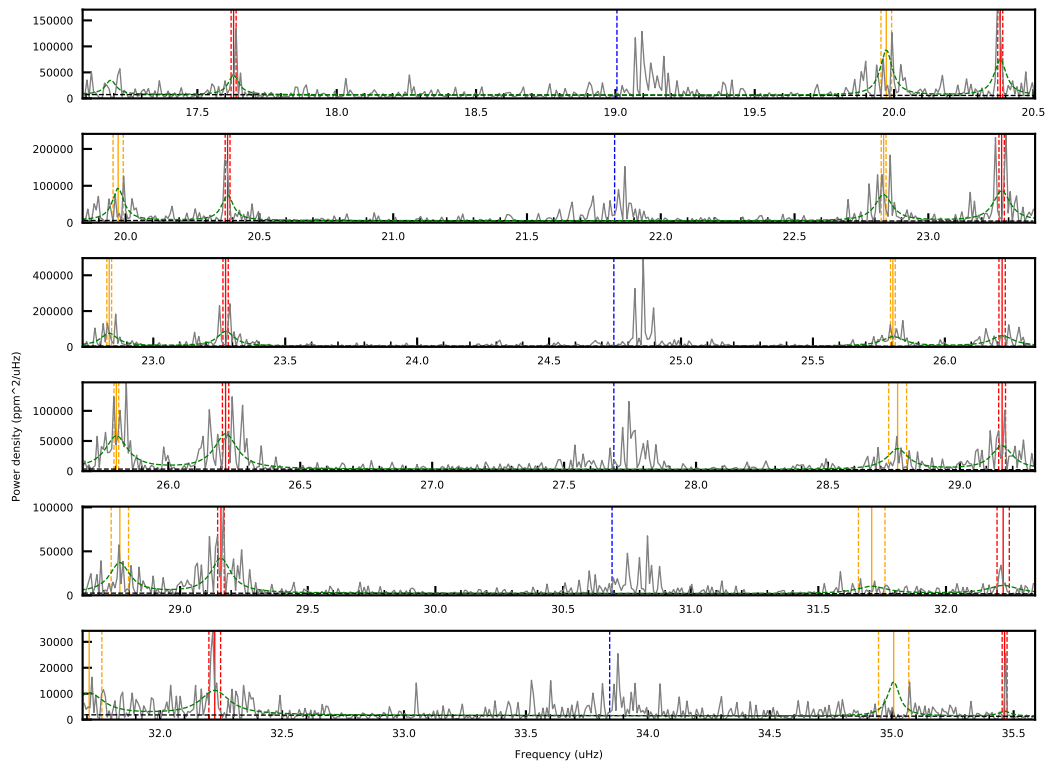 150000
100000
50000
0
17.5 18.0 18.5 19.0 19.5 20.0 20.5
200000
100000
0
20.0 20.5 21.0 21.5 22.0 22.5 23.0
400000
200000
0
23.0 23.5 24.0 24.5 25.0 25.5 26.0
Power density (ppm^2/uHz)
100000
50000
0
26.0 26.5 27.0 27.5 28.0 28.5 29.0
100000
50000
0
29.0 29.5 30.0 30.5 31.0 31.5 32.0
30000
20000
10000
0
32.0 32.5 33.0 33.5 34.0 34.5 35.0 35.5
Frequency (uHz)